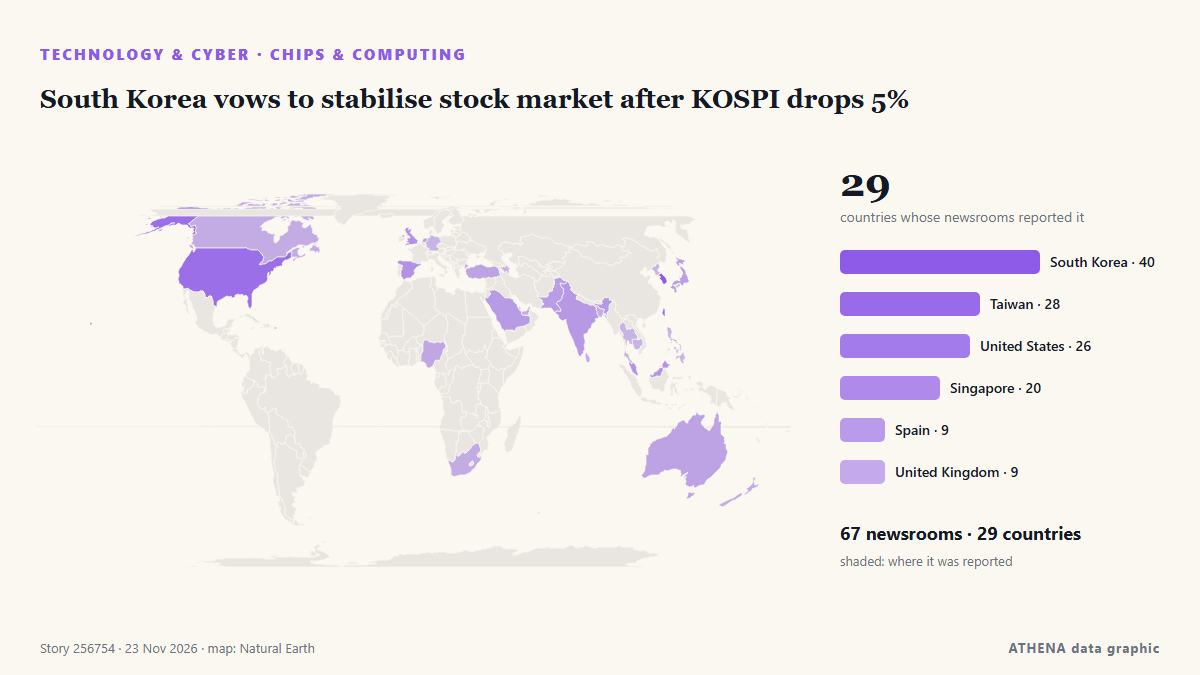 TECHNOLOGY & CYBER · CHIPS & COMPUTING
South Korea vows to stabilise stock market after KOSPI drops 5%
29
countries whose newsrooms reported it
South Korea · 40
Taiwan · 28
United States · 26
Singapore · 20
Spain · 9
United Kingdom · 9
67 newsrooms · 29 countries
shaded: where it was reported
Story 256754 · 23 Nov 2026 · map: Natural Earth
ATHENA data graphic